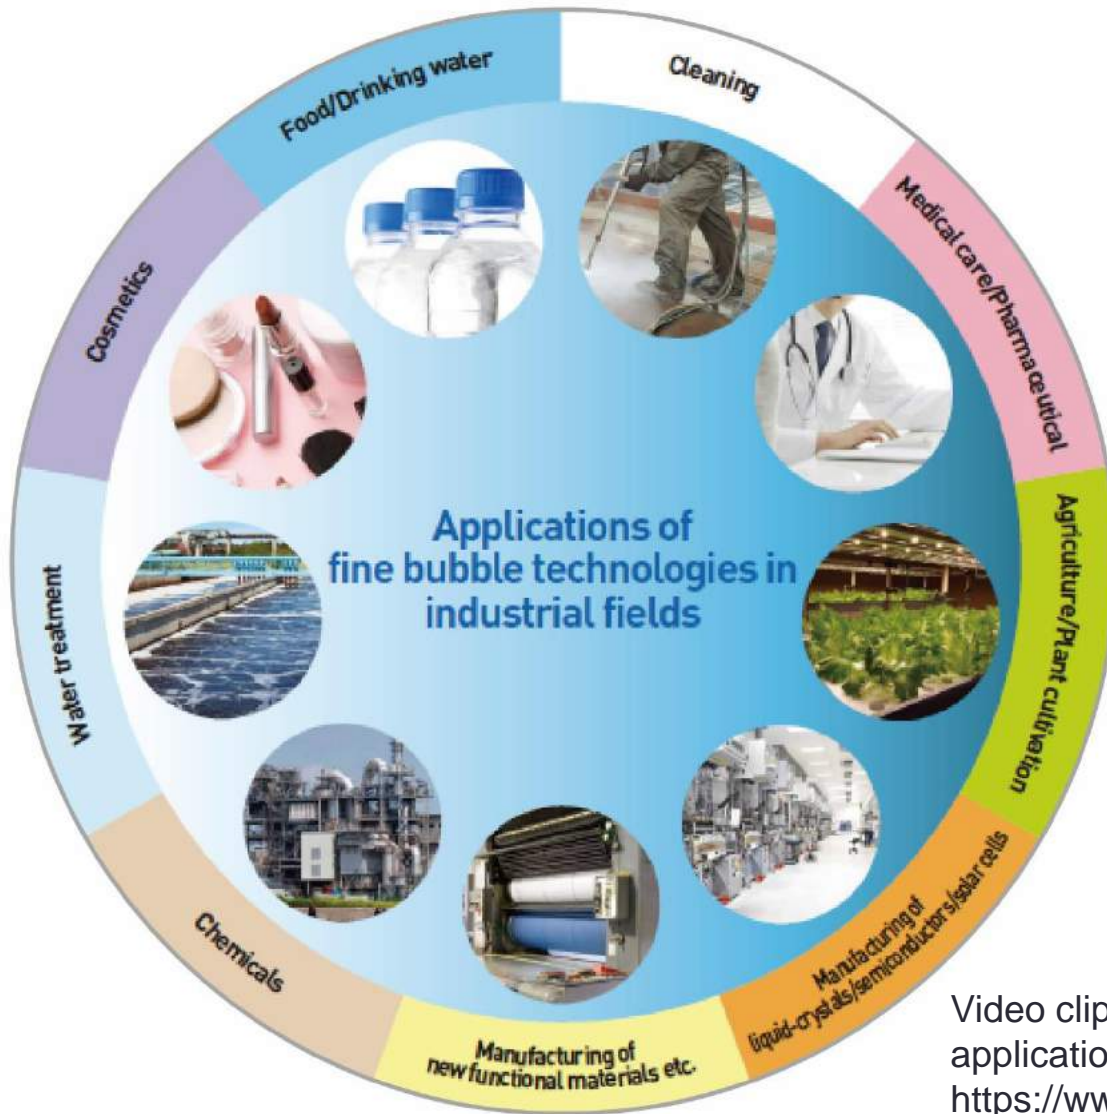 Food/Drinking water
Cleaning
Medical care/Pharmaceutical
Agriculture/Plant cultivation
Manufacturing of
liquid-crystals/semiconductors/solar cells
Manufacturing of
new functional materials etc.
Chemicals
Water treatment
Cosmetics
Applications of
fine bubble technologies in
industrial fields
Video clip
https://ww